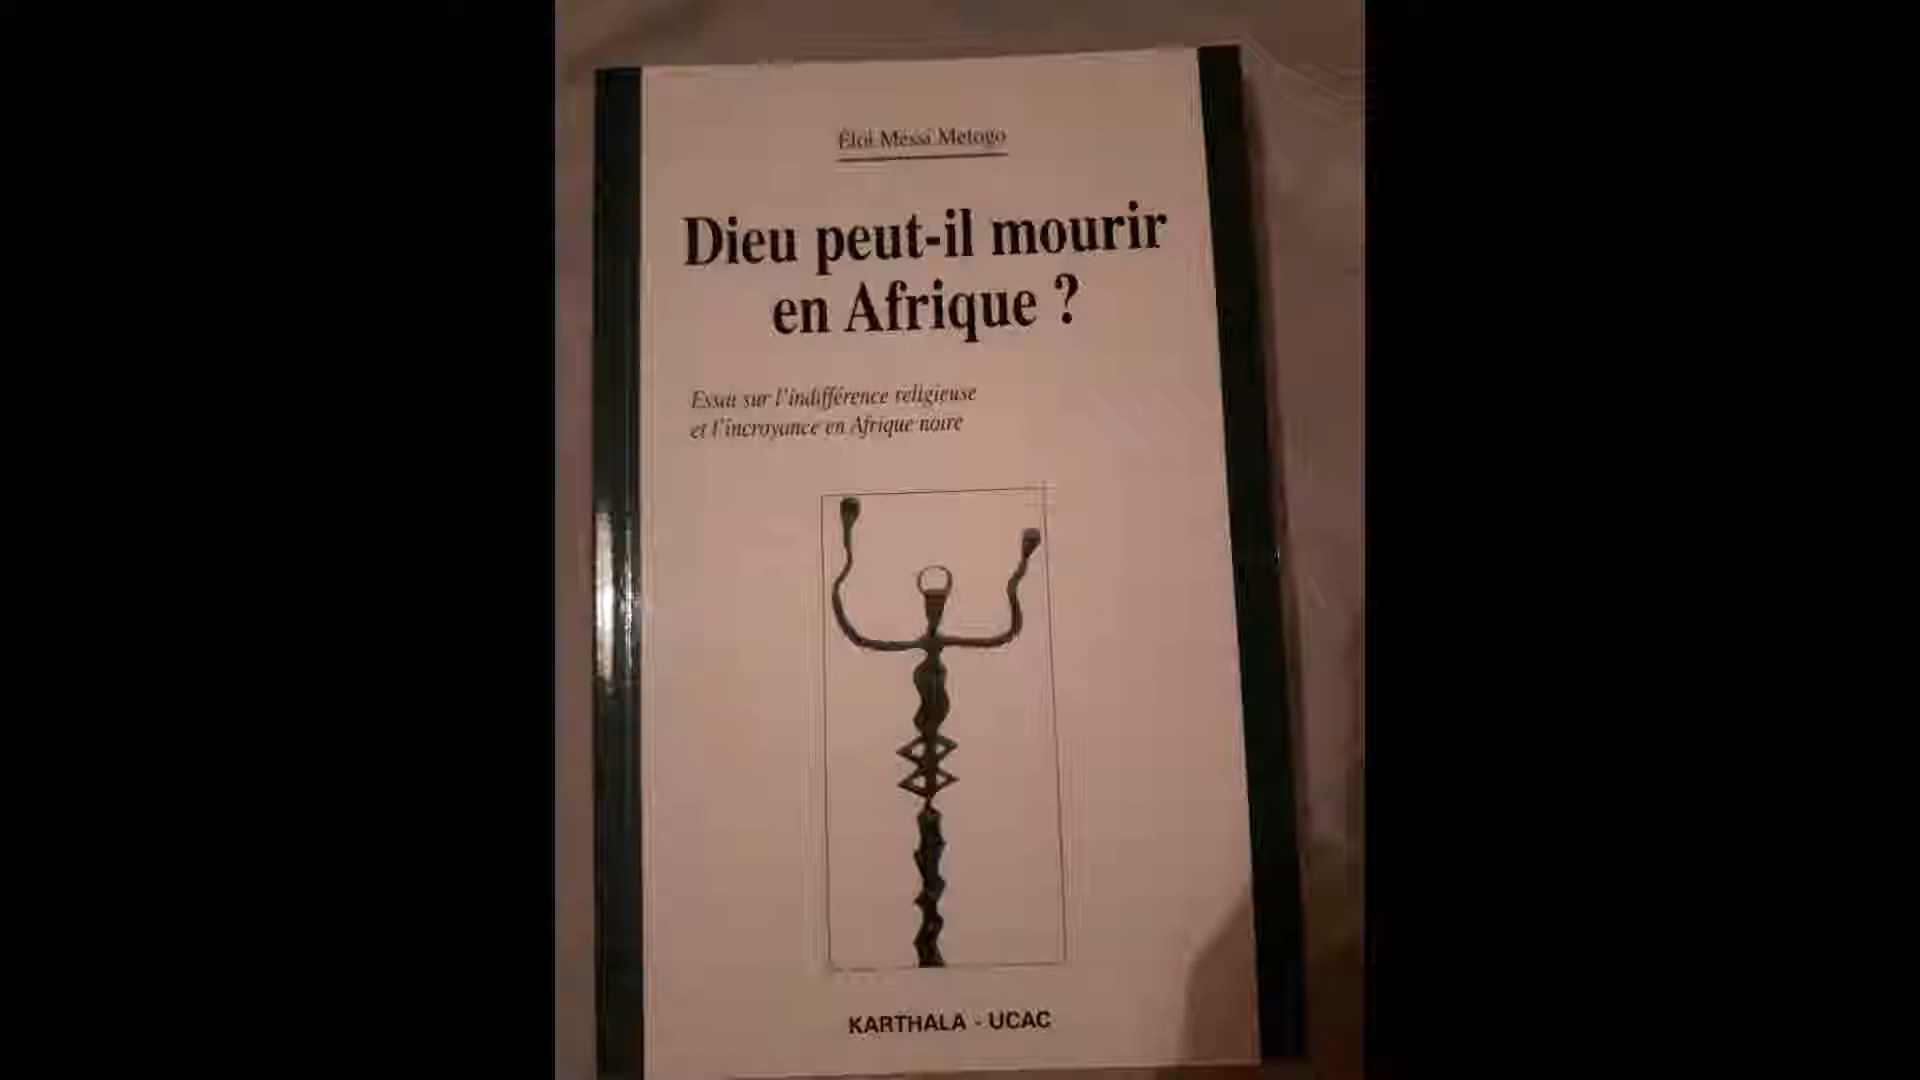 Éloi Messi Metogo
Dieu peut-il mourir
en Afrique ?
Essai sur l'indifférence religieuse
et l'incroyance en Afrique noire
KARTHALA - UCAC